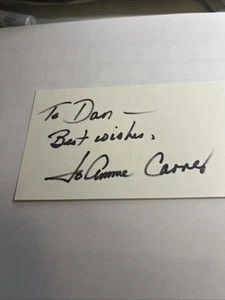 To Dan —
Best wishes,
JoAnne Carner